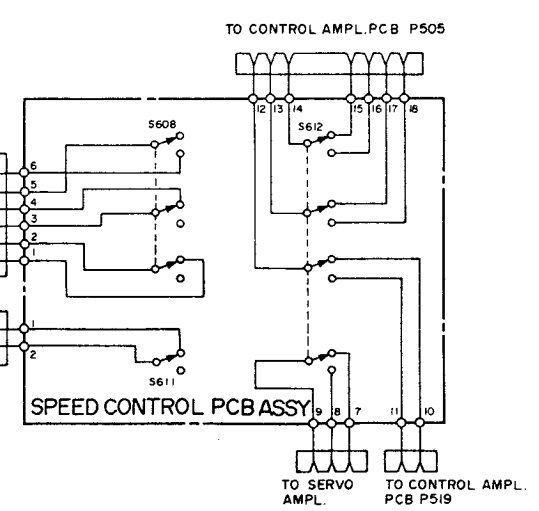 TO CONTROL AMPL.PCB P505
12 13 14 15 16 17 18
S608
S612
6
5
4
3
2
1
1
2
S611
SPEED CONTROL PCB ASSY
9 8 7 11 10
TO SERVO AMPL.
TO CONTROL AMPL. PCB P519